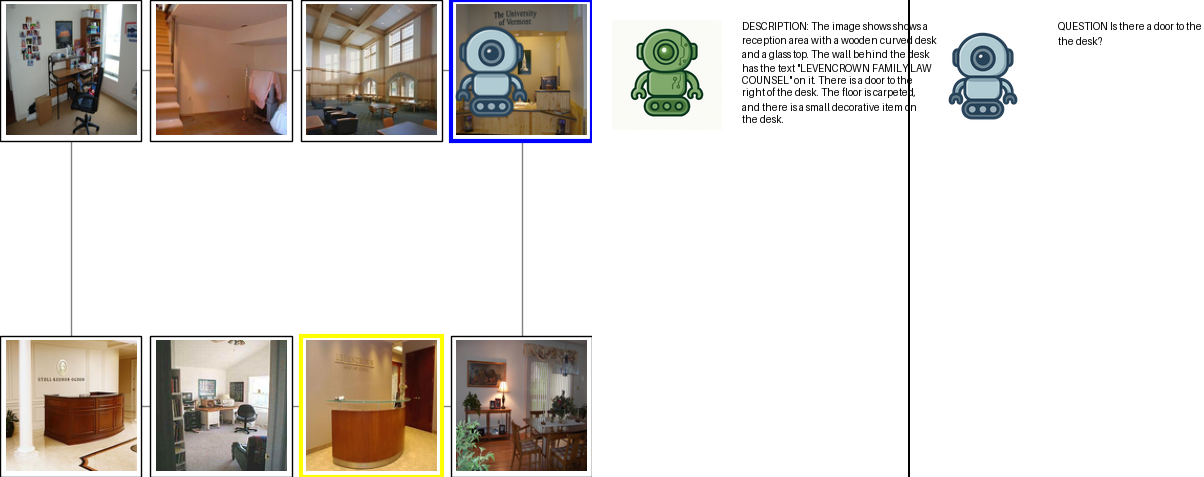 The University
of Vermont
DESCRIPTION: The image shows shows a
reception area with a wooden curved desk
and a glass top. The wall behind the desk
has the text "LEVENCROWN FAMILY LAW
COUNSEL" on it. There is a door to the
right of the desk. The floor is carpeted,
and there is a small decorative item on
the desk.
QUESTION Is there a door to the
the desk?